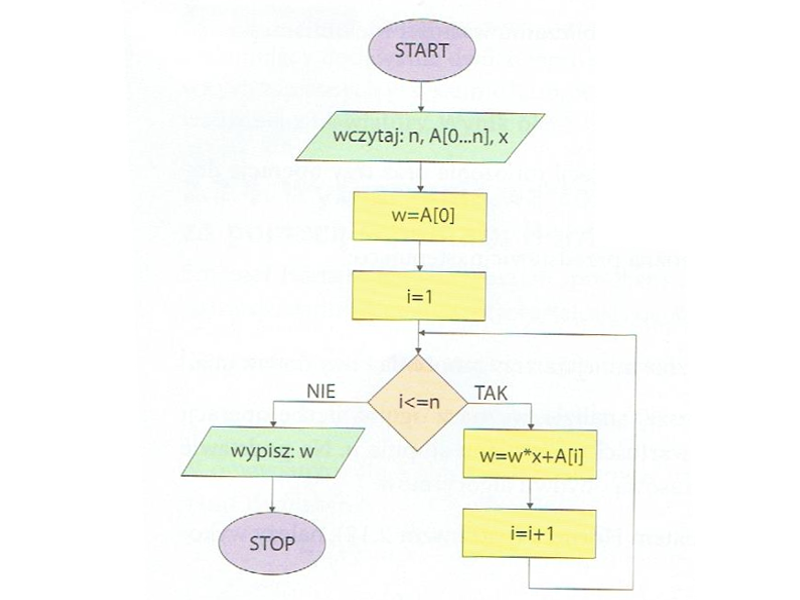 START
wczytaj: n, A[0...n], x
w=A[0]
i=1
i<=n
NIE
TAK
wypisz: w
w=w*x+A[i]
STOP
i=i+1